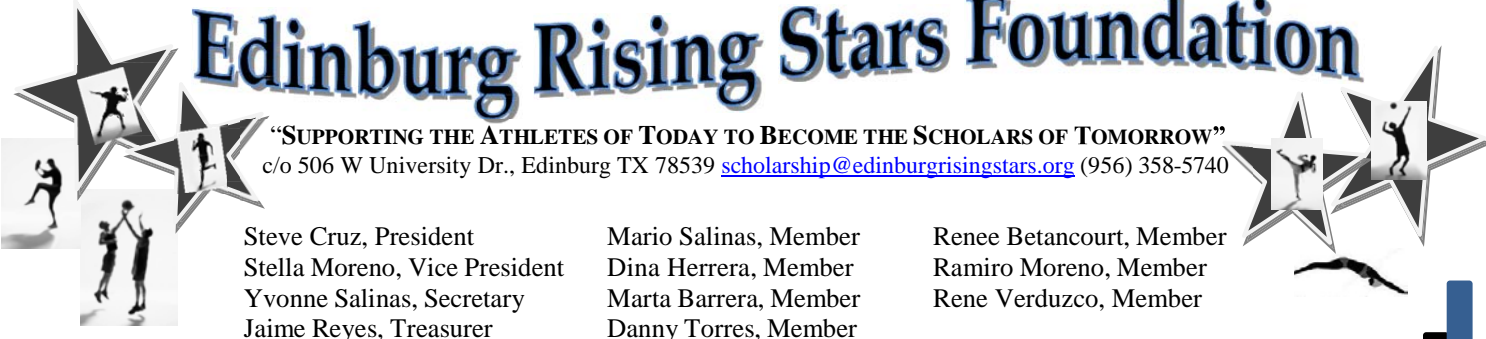 Edinburg Rising Stars Foundation
“SUPPORTING THE ATHLETES OF TODAY TO BECOME THE SCHOLARS OF TOMORROW”
c/o 506 W University Dr., Edinburg TX 78539 scholarship@edinburgrisingstars.org (956) 358-5740
Steve Cruz, President
Stella Moreno, Vice President
Yvonne Salinas, Secretary
Jaime Reyes, Treasurer
Mario Salinas, Member
Dina Herrera, Member
Marta Barrera, Member
Danny Torres, Member
Renee Betancourt, Member
Ramiro Moreno, Member
Rene Verduzco, Member